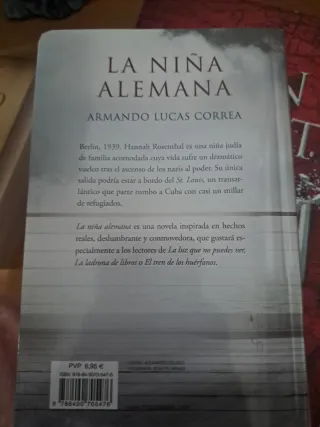 LA NIÑA
ALEMANA
ARMANDO LUCAS CORREA
Berlín, 1939. Hannah Rosenthal es una niña judía
de familia acomodada cuya vida sufre un dramático
vuelco tras el ascenso de los nazis al poder. Su única
salida podría estar a bordo del St. Louis, un transat-
lántico que parte rumbo a Cuba con casi un millar
de refugiados.
La niña alemana es una novela inspirada en hechos
reales, deslumbrante y conmovedora, que gustará es-
pecialmente a los lectores de La luz que no puedes ver,
La ladrona de libros o El tren de los huérfanos.
PVP 6,95 €